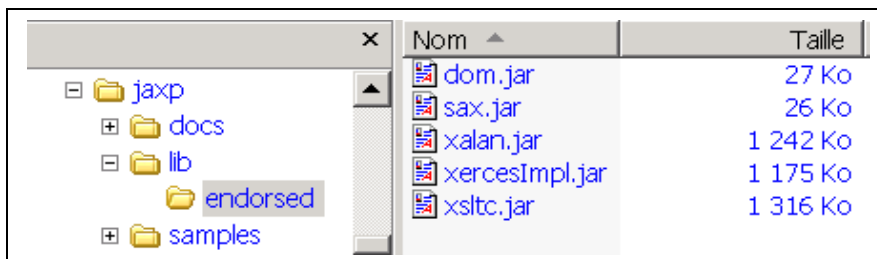 jaxp
docs
lib
endorsed
samples
Nom Taille
dom.jar 27 Ko
sax.jar 26 Ko
xalan.jar 1 242 Ko
xercesImpl.jar 1 175 Ko
xsltc.jar 1 316 Ko